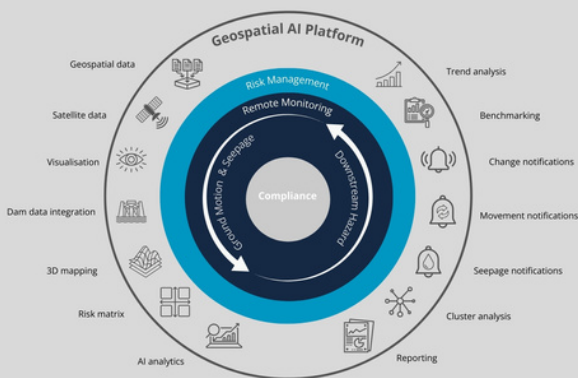 Geospatial AI Platform
Risk Management
Remote Monitoring
Ground Motion & Seepage
Downstream Hazard
Compliance
Geospatial data
Satellite data
Visualisation
Dam data integration
3D mapping
Risk matrix
AI analytics
Trend analysis
Benchmarking
Change notifications
Movement notifications
Seepage notifications
Cluster analysis
Reporting